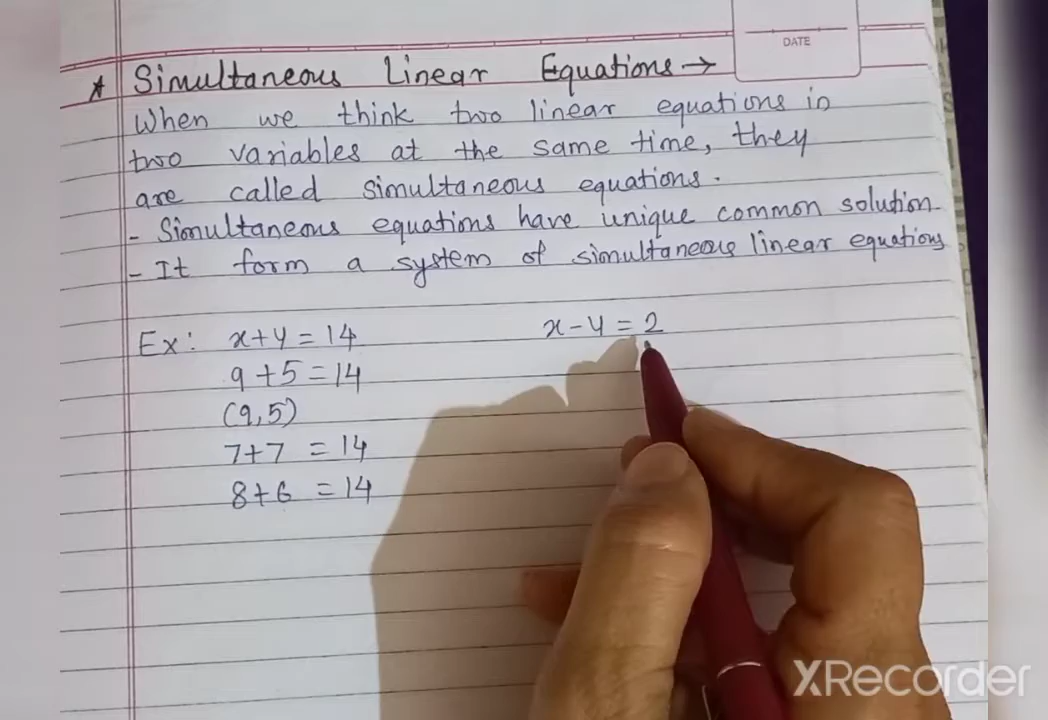 DATE
* Simultaneous Linear Equations →
When we think two linear equations in
two variables at the same time, they
are called simultaneous equations.
- Simultaneous equations have unique common solution
- It form a system of simultaneous linear equations
Ex: x+y = 14 x-y = 2
9+5 = 14
(9,5)
7+7 = 14
8+6 = 14
XRecorder